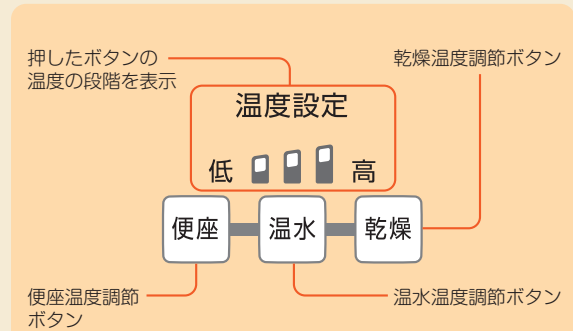 押したボタンの
温度の段階を表示
乾燥温度調節ボタン
温度設定
低 高
便座 温水 乾燥
便座温度調節
ボタン
温水温度調節ボタン